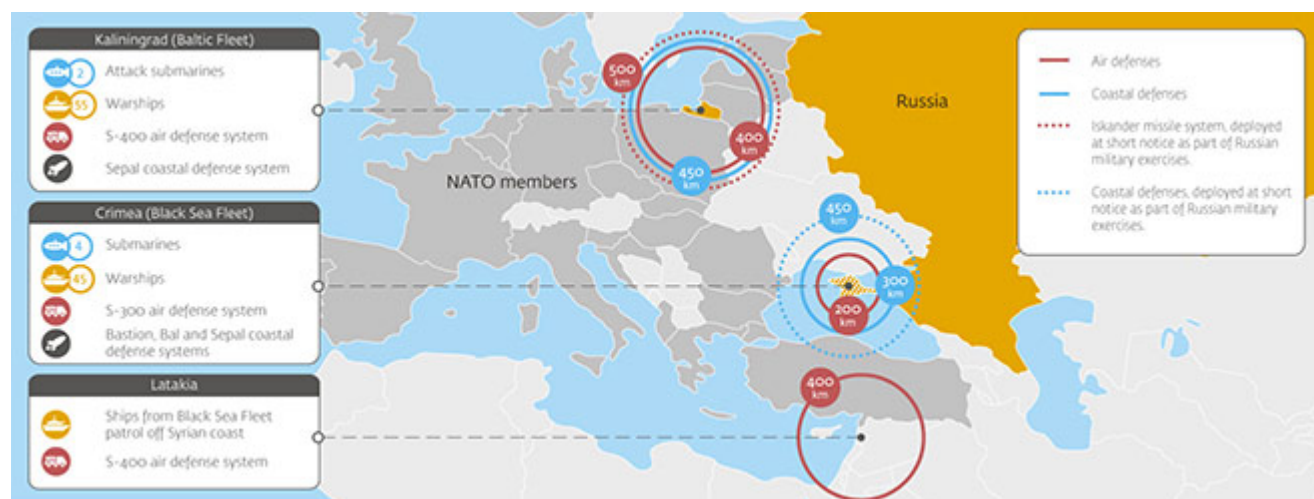 Kaliningrad (Baltic Fleet)
2
Attack submarines
55
Warships
S-400 air defense system
Sepal coastal defense system
Crimea (Black Sea Fleet)
4
Submarines
45
Warships
S-300 air defense system
Bastion, Bal and Sepal coastal
defense systems
Latakia
Ships from Black Sea Fleet
patrol off Syrian coast
S-400 air defense system
NATO members
Russia
500
km
400
km
450
km
450
km
300
km
200
km
400
km
Air defenses
Coastal defenses
Iskander missile system, deployed
at short notice as part of Russian
military exercises.
Coastal defenses, deployed at short
notice as part of Russian military
exercises.